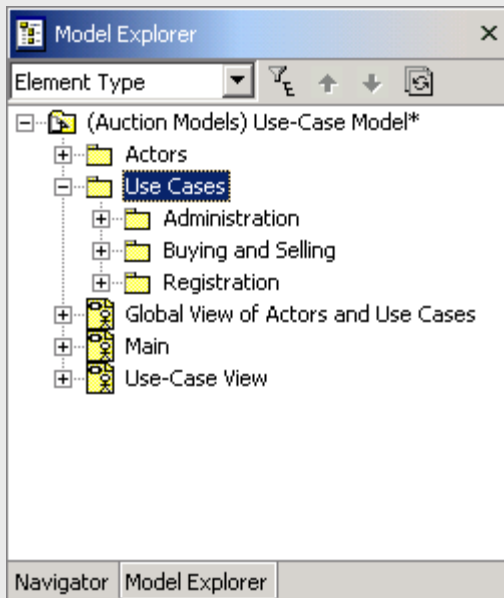 Model Explorer
Element Type
(Auction Models) Use-Case Model*
Actors
Use Cases
Administration
Buying and Selling
Registration
Global View of Actors and Use Cases
Main
Use-Case View
Navigator Model Explorer